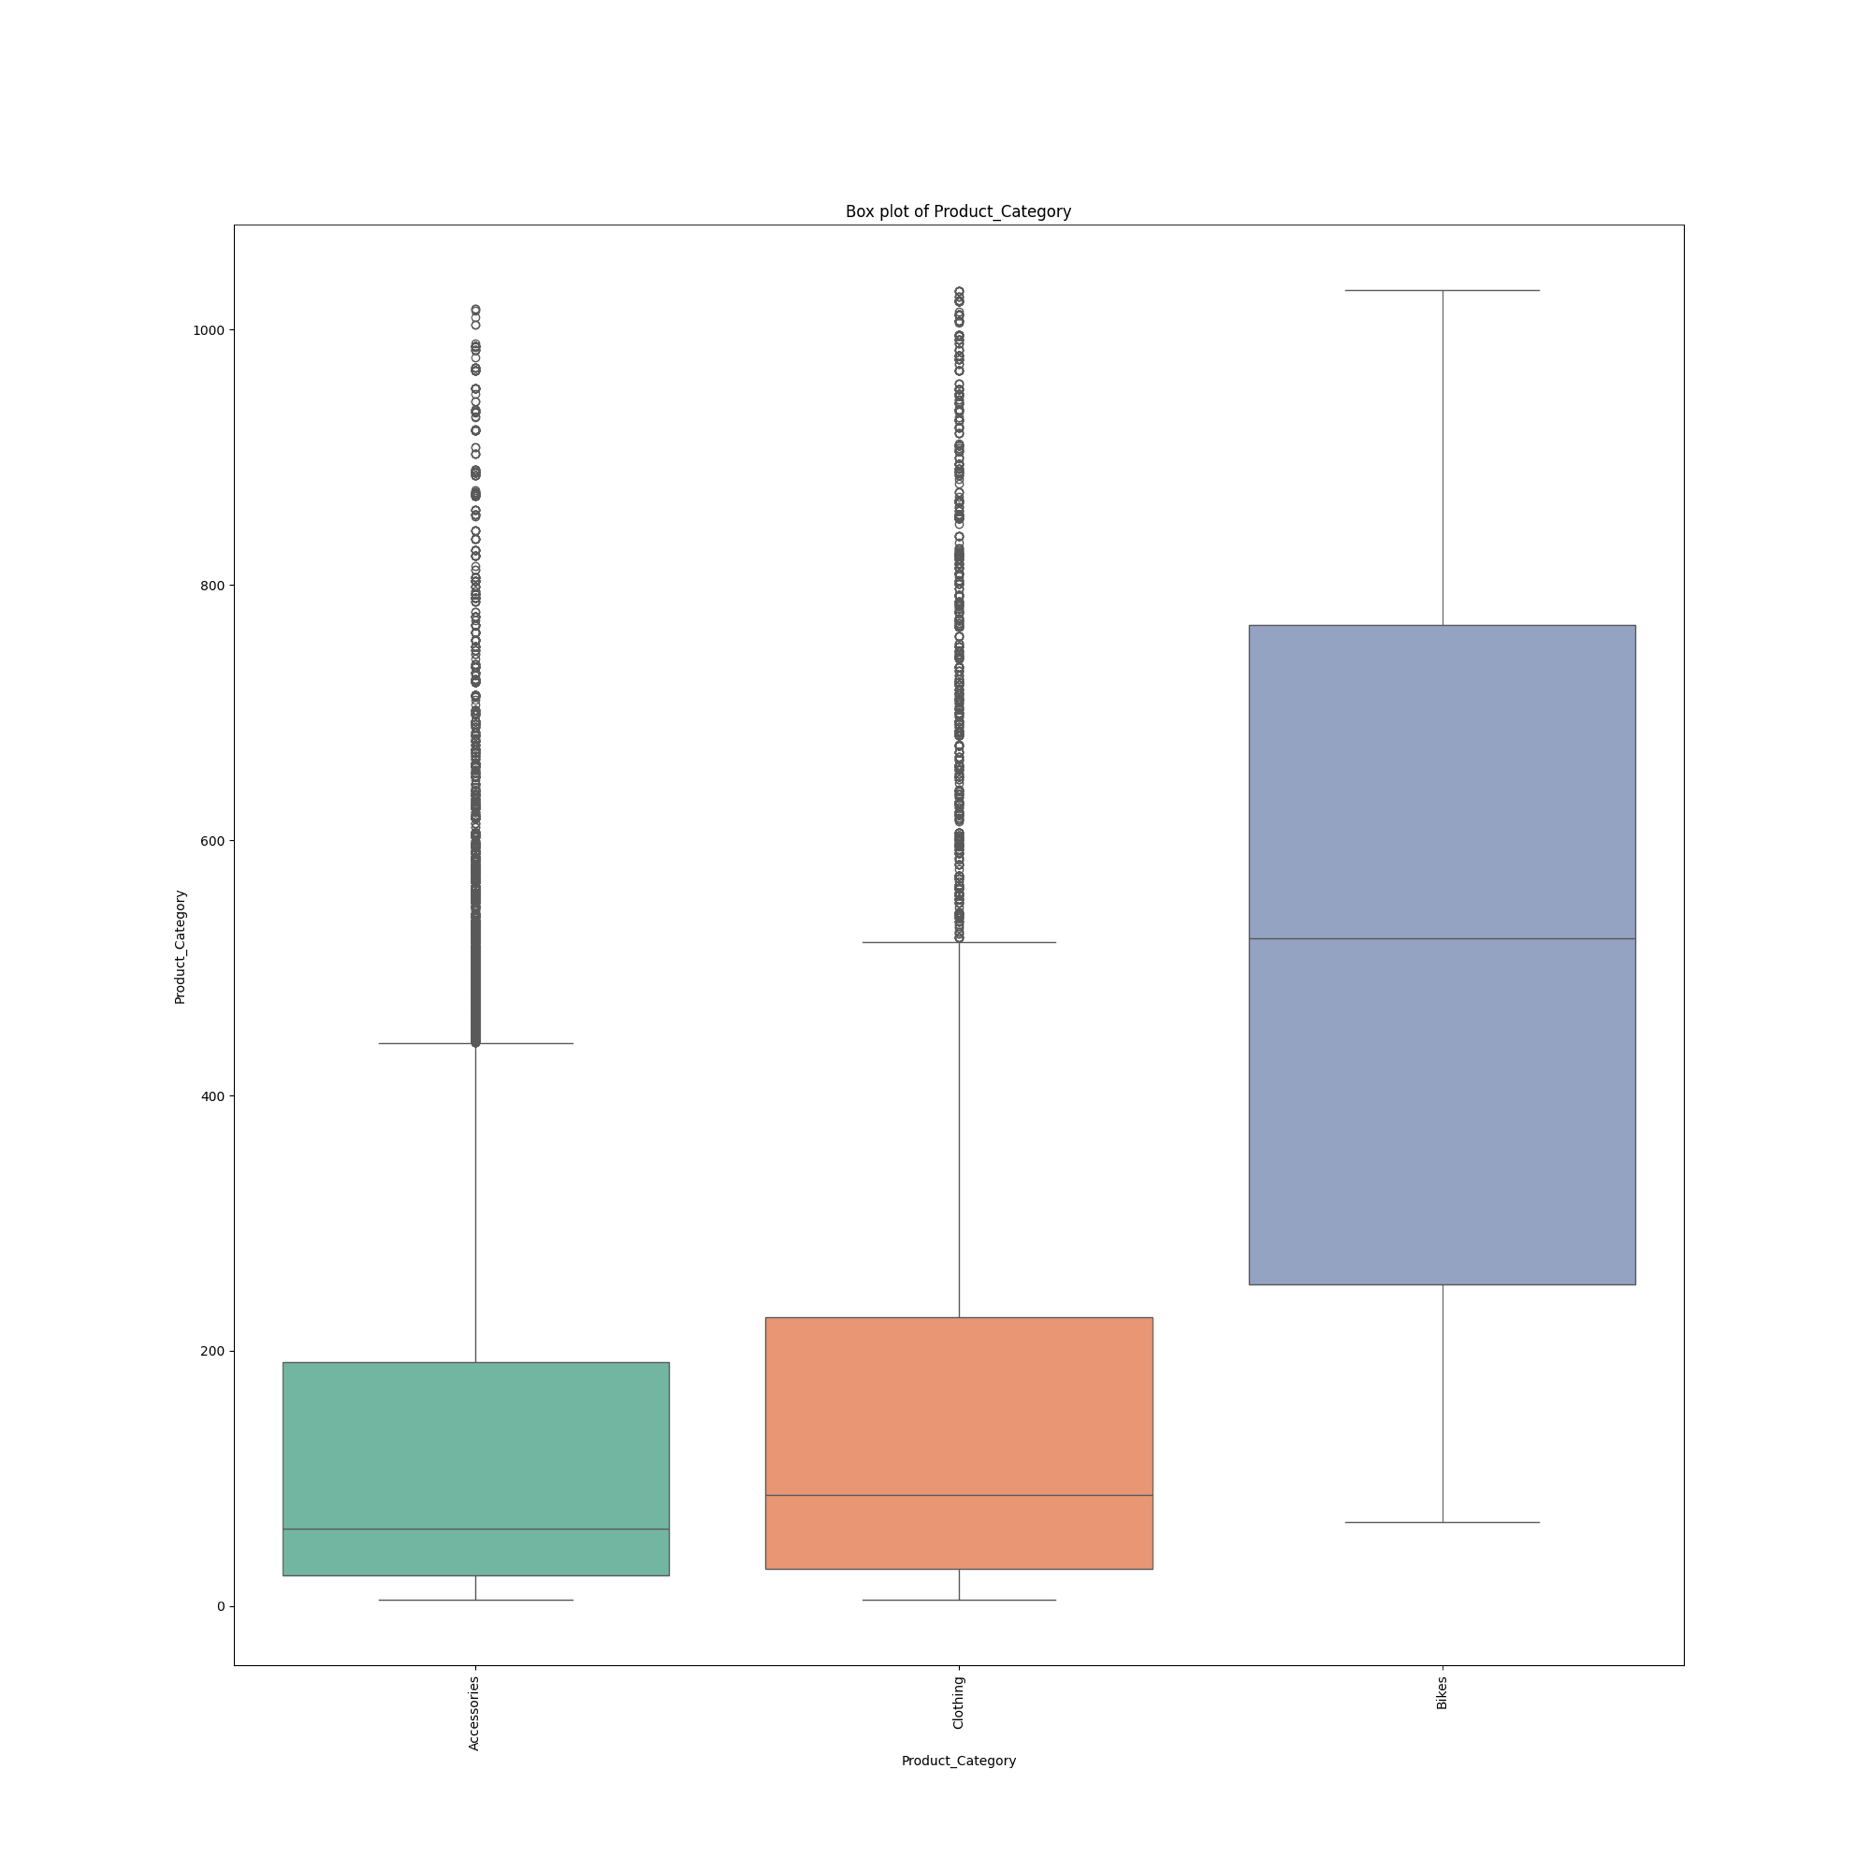 Box plot of Product_Category
1000
800
600
400
200
0
Product_Category
Accessories
Clothing
Bikes
Product_Category